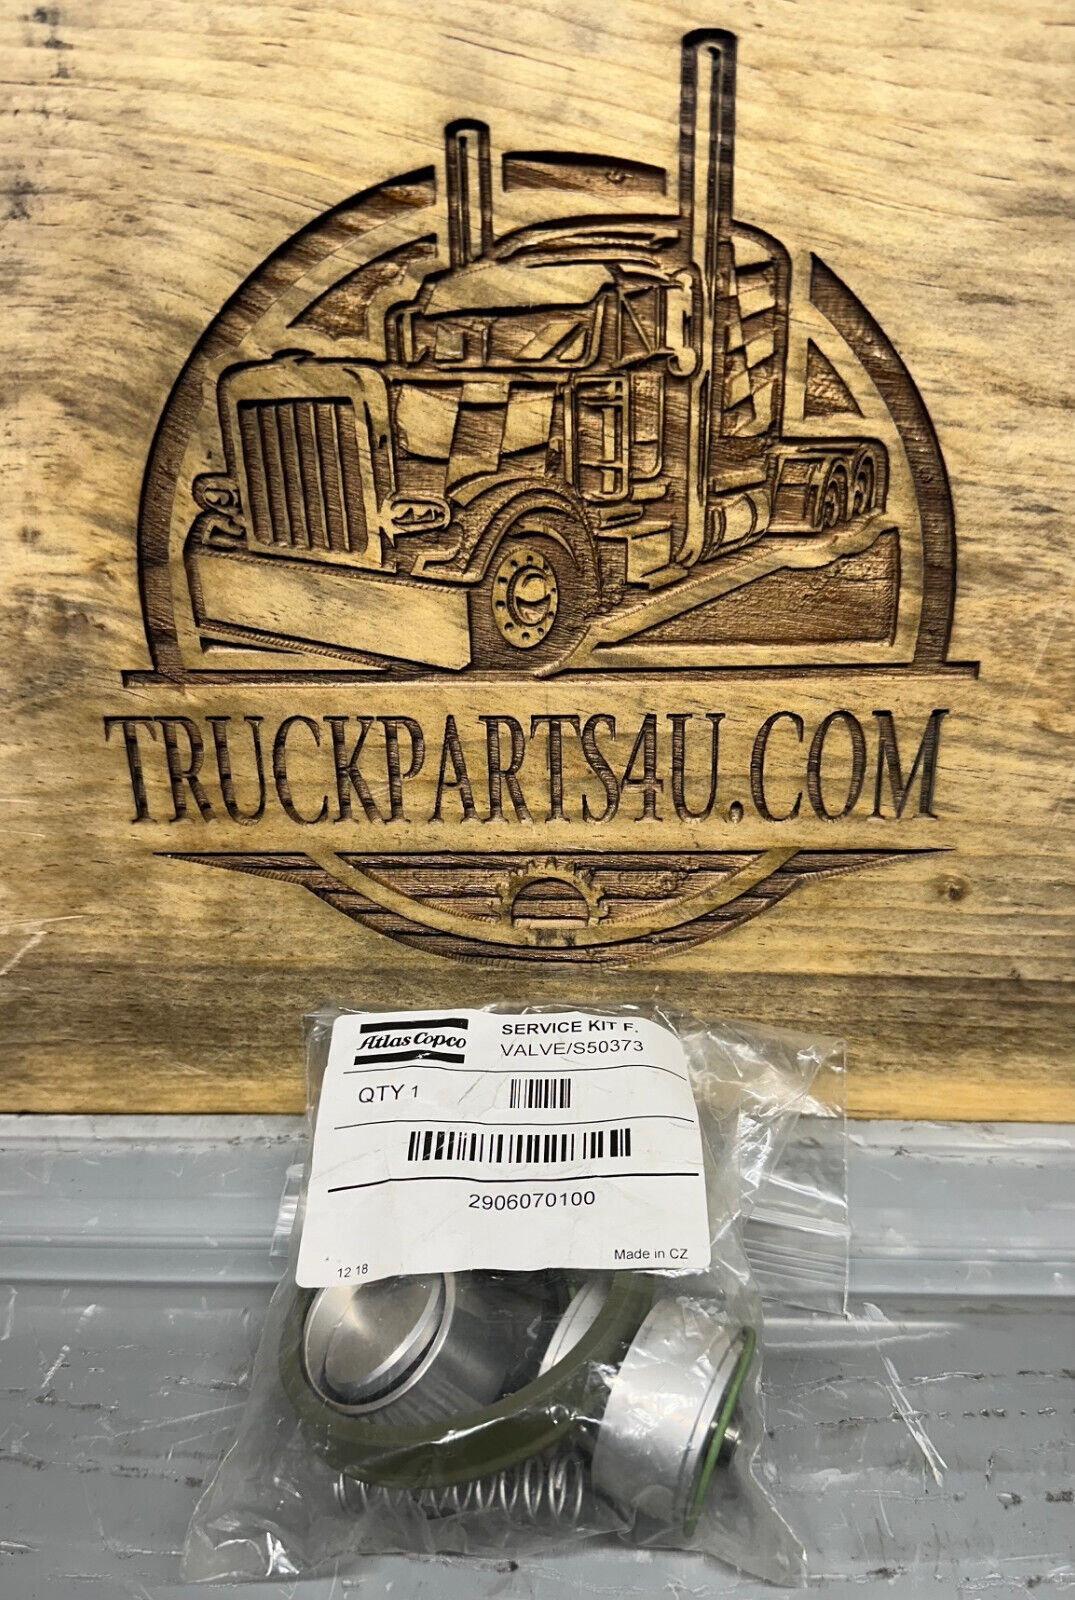 TRUCKPARTS4U.COM
Atlas Copco
SERVICE KIT F.
VALVE/S50373
QTY 1
2906070100
12 18
Made in CZ